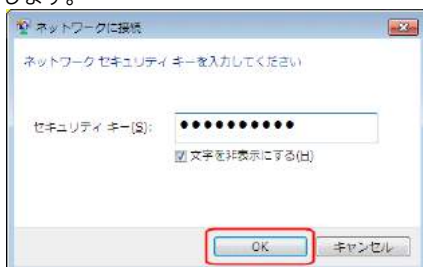 します。
ネットワークに接続
ネットワーク セキュリティ キーを入力してください
セキュリティ キー(S):
●●●●●●●●●●
文字を非表示にする(H)
OK
キャンセル